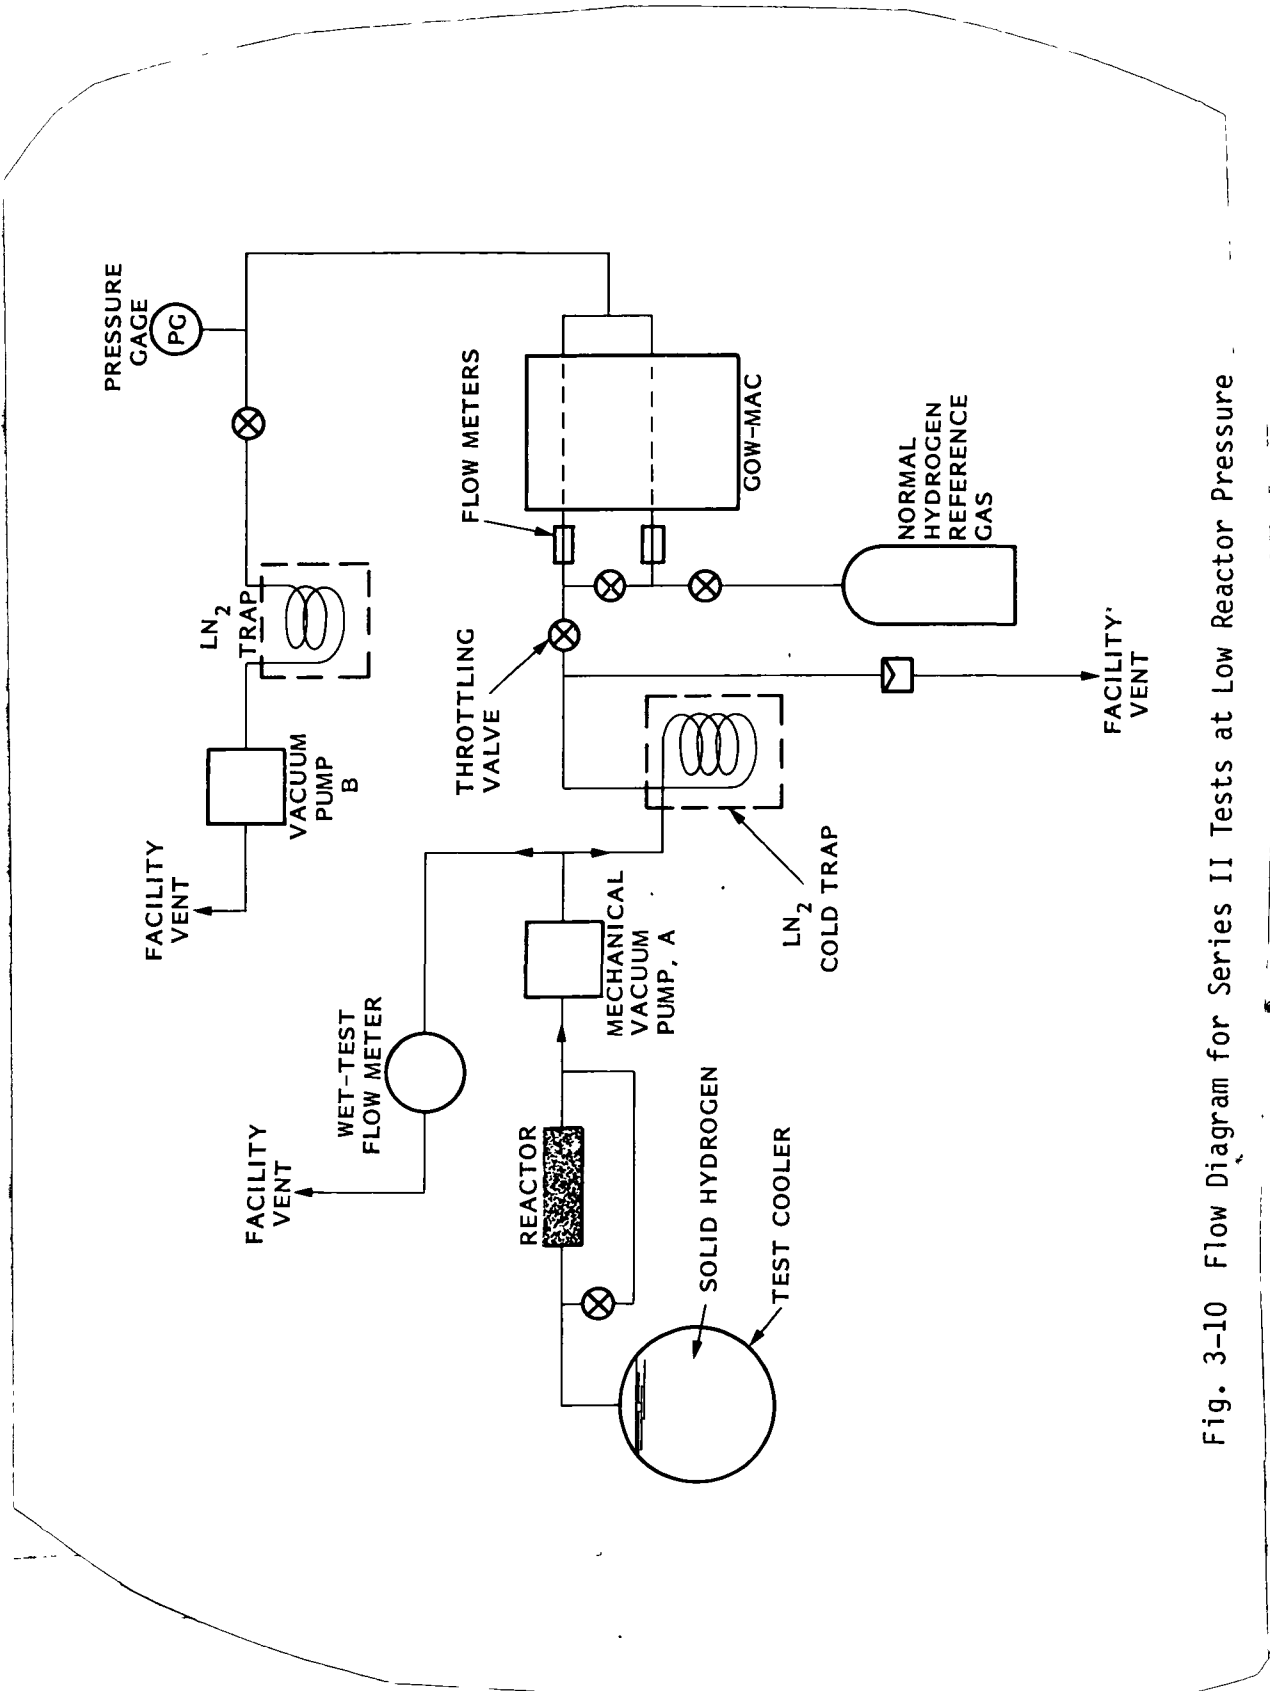 PRESSURE
GAGE
PG
LN2
TRAP
VACUUM
PUMP
B
FACILITY
VENT
FLOW METERS
GOW-MAC
THROTTLING
VALVE
NORMAL
HYDROGEN
REFERENCE
GAS
FACILITY
VENT
LN2
COLD TRAP
MECHANICAL
VACUUM
PUMP, A
WET-TEST
FLOW METER
FACILITY
VENT
REACTOR
SOLID HYDROGEN
TEST COOLER
Fig. 3-10 Flow Diagram for Series II Tests at Low Reactor Pressure